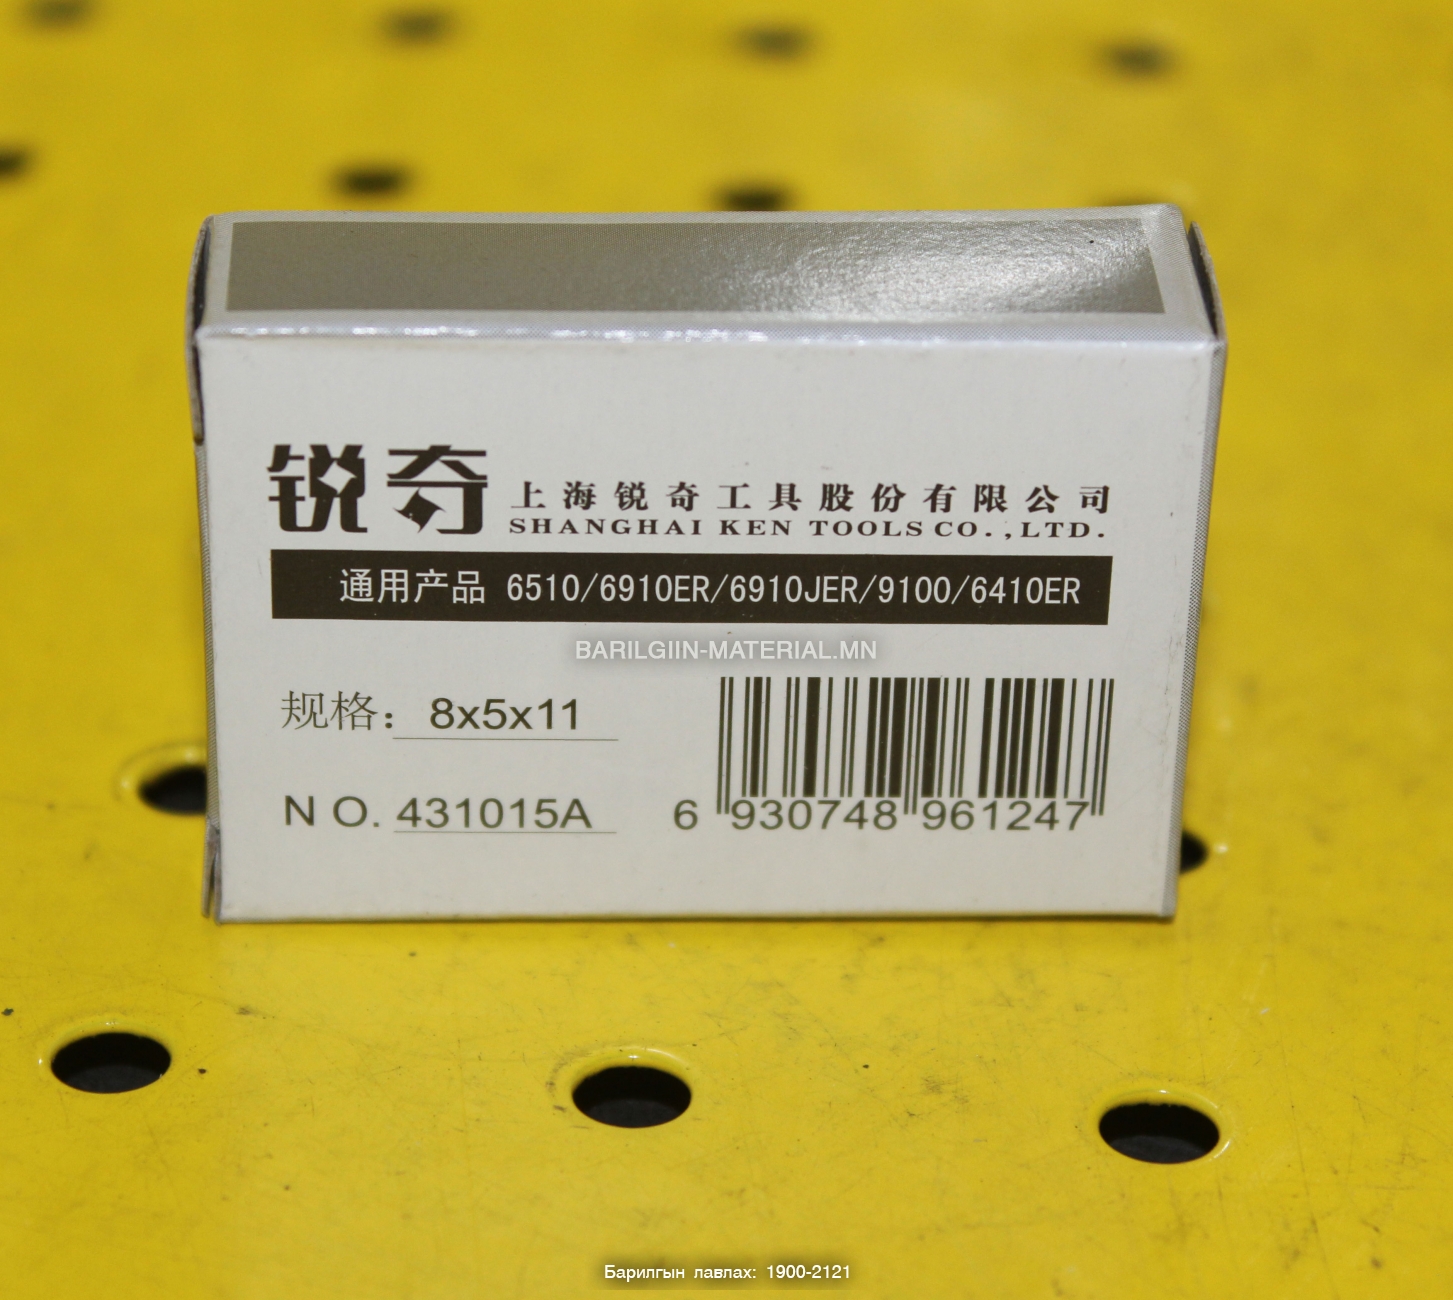 锐奇 上海锐奇工具股份有限公司
SHANGHAI KEN TOOLS CO.,LTD.
通用产品 6510/6910ER/6910JER/9100/6410ER
BARILGIIN-MATERIAL.MN
规格: 8x5x11
NO. 431015A
6 930748 961247
Барилгын лавлах: 1900-2121